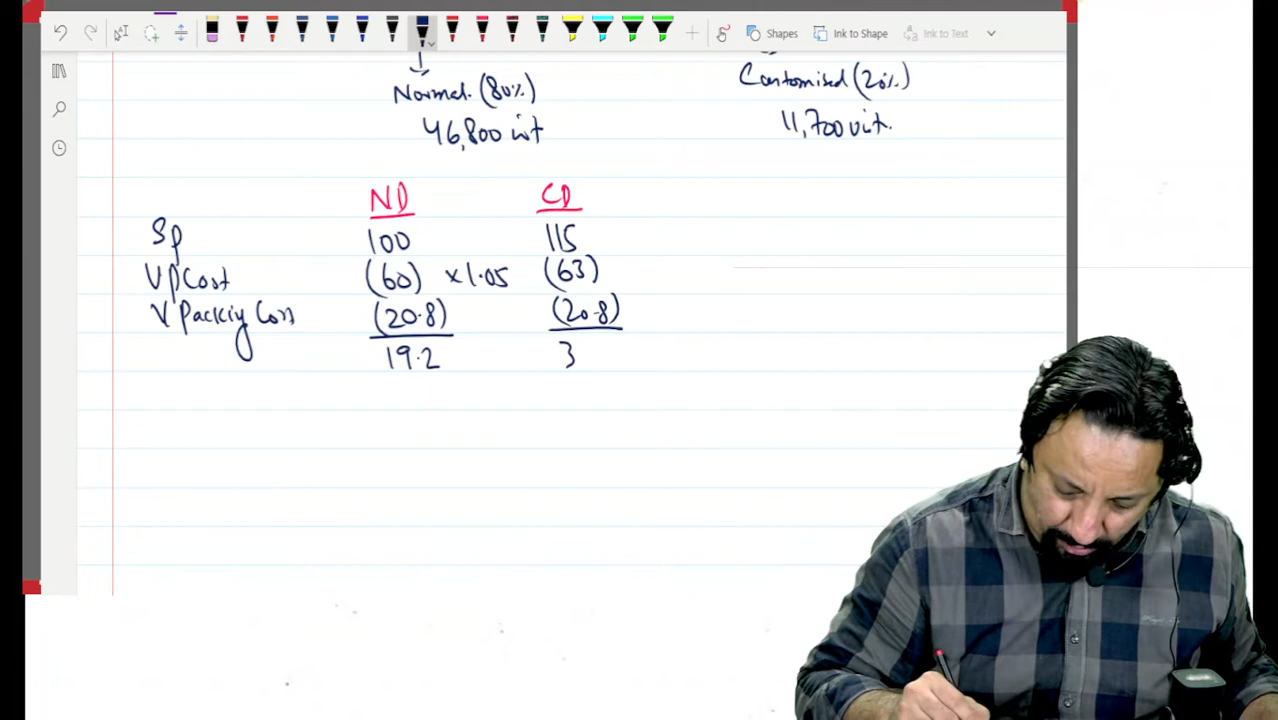 Shapes Ink to Shape Ink to Text
Normal. (80%) Customised (20%)
46,800 unit 11,700 unit.
ND CD
Sp 100 115
V p Cost (60) ×1.05 (63)
V Packing Cost (20.8) (20.8)
19.2 3